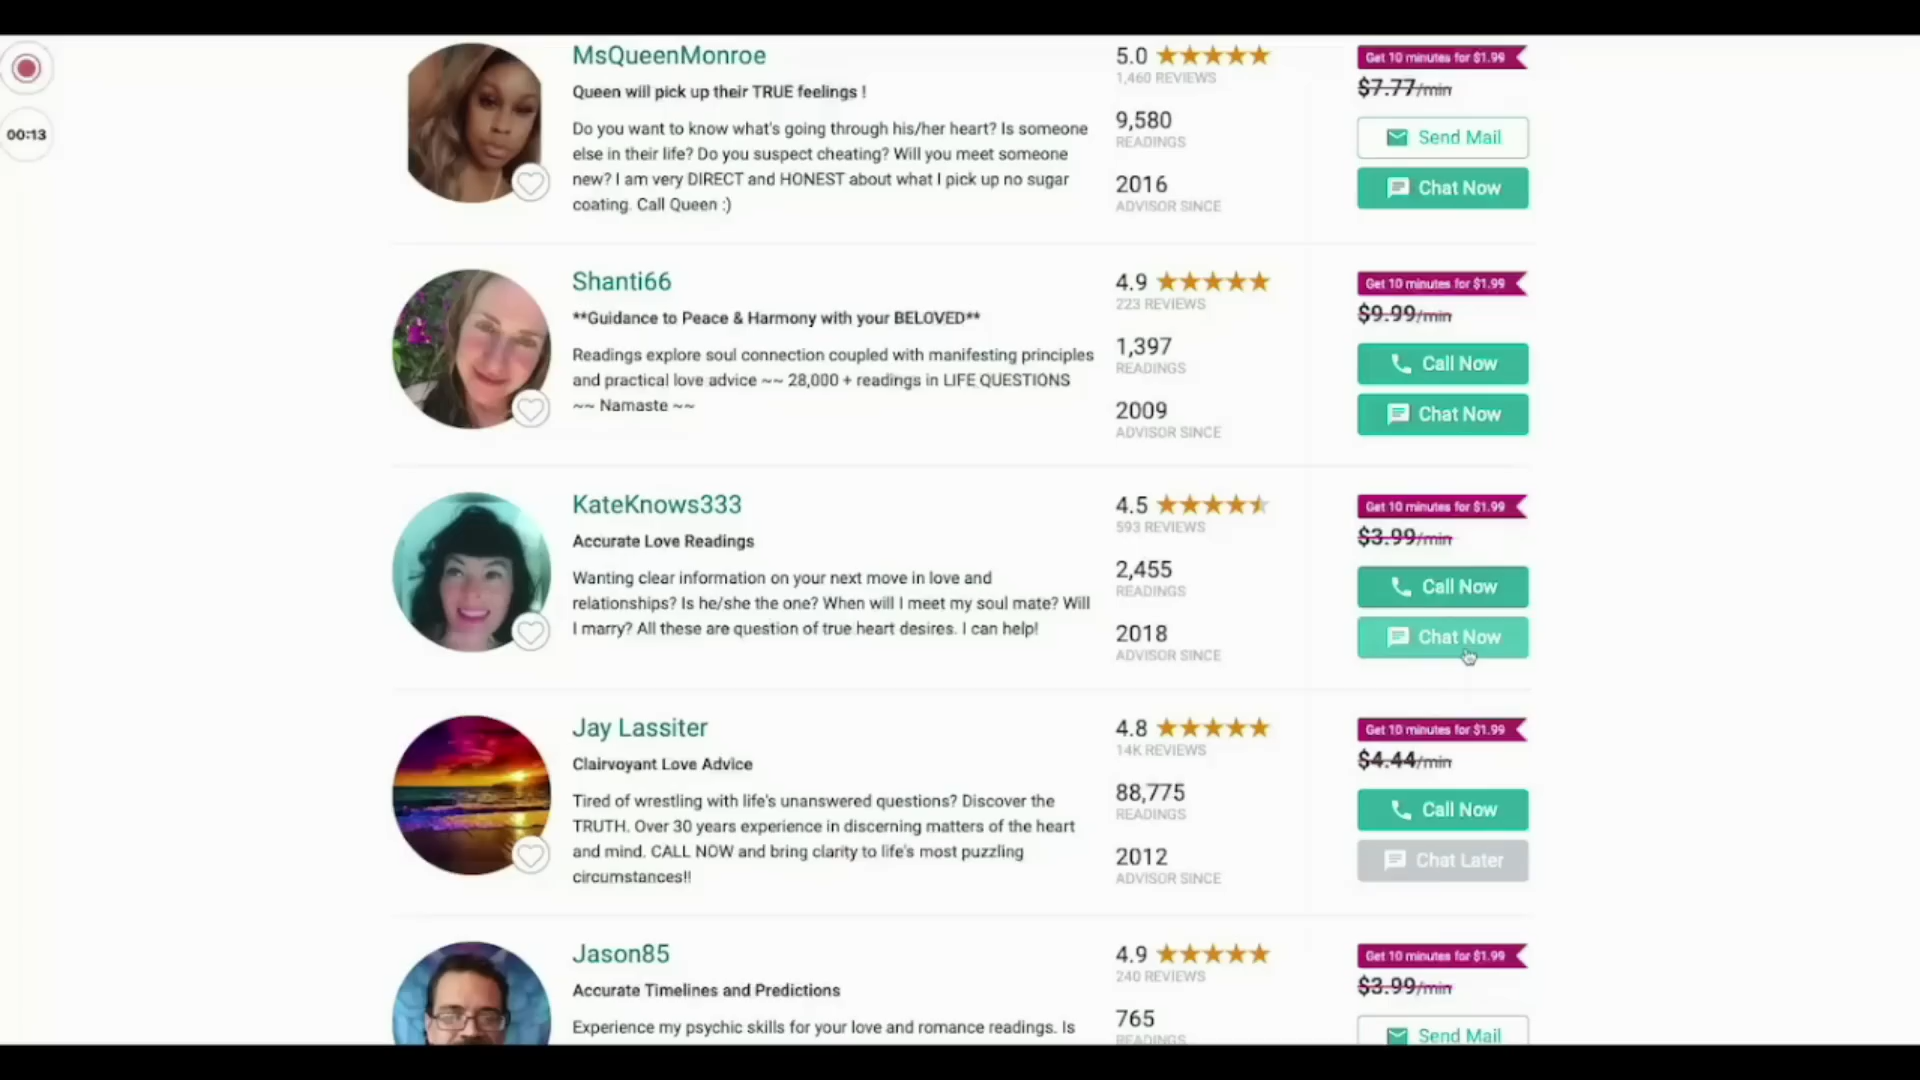 00:13
MsQueenMonroe
Queen will pick up their TRUE feelings !
Do you want to know what's going through his/her heart? Is someone
else in their life? Do you suspect cheating? Will you meet someone
new? I am very DIRECT and HONEST about what I pick up no sugar
coating. Call Queen :)
5.0
1,460 REVIEWS
9,580
READINGS
2016
ADVISOR SINCE
Get 10 minutes for $1.99
$7.77/min
Send Mail
Chat Now
Shanti66
**Guidance to Peace & Harmony with your BELOVED**
Readings explore soul connection coupled with manifesting principles
and practical love advice ~~ 28,000 + readings in LIFE QUESTIONS
~~ Namaste ~~
4.9
223 REVIEWS
1,397
READINGS
2009
ADVISOR SINCE
Get 10 minutes for $1.99
$9.99/min
Call Now
Chat Now
KateKnows333
Accurate Love Readings
Wanting clear information on your next move in love and
relationships? Is he/she the one? When will I meet my soul mate? Will
I marry? All these are question of true heart desires. I can help!
4.5
593 REVIEWS
2,455
READINGS
2018
ADVISOR SINCE
Get 10 minutes for $1.99
$3.99/min
Call Now
Chat Now
Jay Lassiter
Clairvoyant Love Advice
Tired of wrestling with life's unanswered questions? Discover the
TRUTH. Over 30 years experience in discerning matters of the heart
and mind. CALL NOW and bring clarity to life's most puzzling
circumstances!!
4.8
14K REVIEWS
88,775
READINGS
2012
ADVISOR SINCE
Get 10 minutes for $1.99
$4.44/min
Call Now
Chat Later
Jason85
Accurate Timelines and Predictions
Experience my psychic skills for your love and romance readings. Is
4.9
240 REVIEWS
765
READINGS
Get 10 minutes for $1.99
$3.99/min
Send Mail